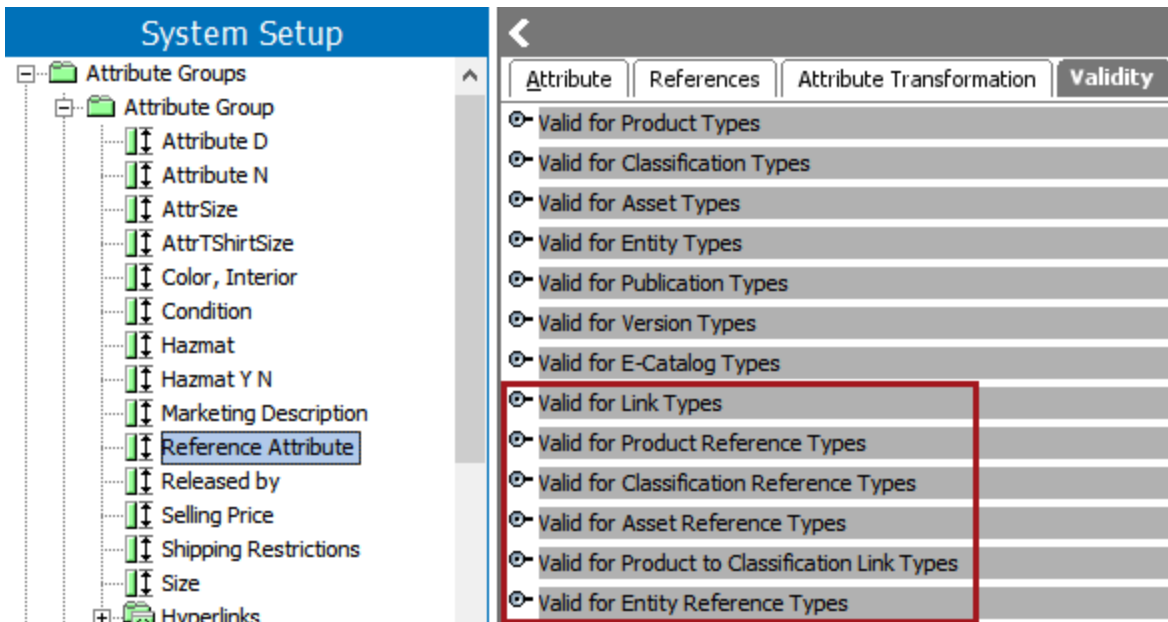 System Setup
Attribute Groups
Attribute Group
Attribute D
Attribute N
AttrSize
AttrTShirtSize
Color, Interior
Condition
Hazmat
Hazmat Y N
Marketing Description
Reference Attribute
Released by
Selling Price
Shipping Restrictions
Size
Hyperlinks
Attribute References Attribute Transformation Validity
Valid for Product Types
Valid for Classification Types
Valid for Asset Types
Valid for Entity Types
Valid for Publication Types
Valid for Version Types
Valid for E-Catalog Types
Valid for Link Types
Valid for Product Reference Types
Valid for Classification Reference Types
Valid for Asset Reference Types
Valid for Product to Classification Link Types
Valid for Entity Reference Types